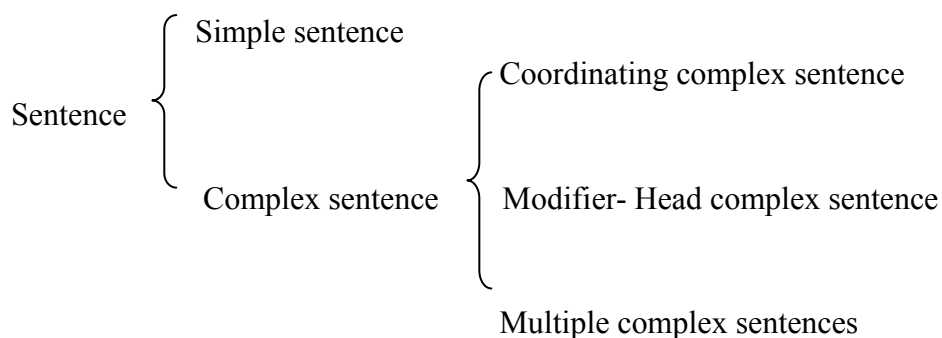 Simple sentence
Coordinating complex sentence
Sentence
Complex sentence
Modifier- Head complex sentence
Multiple complex sentences